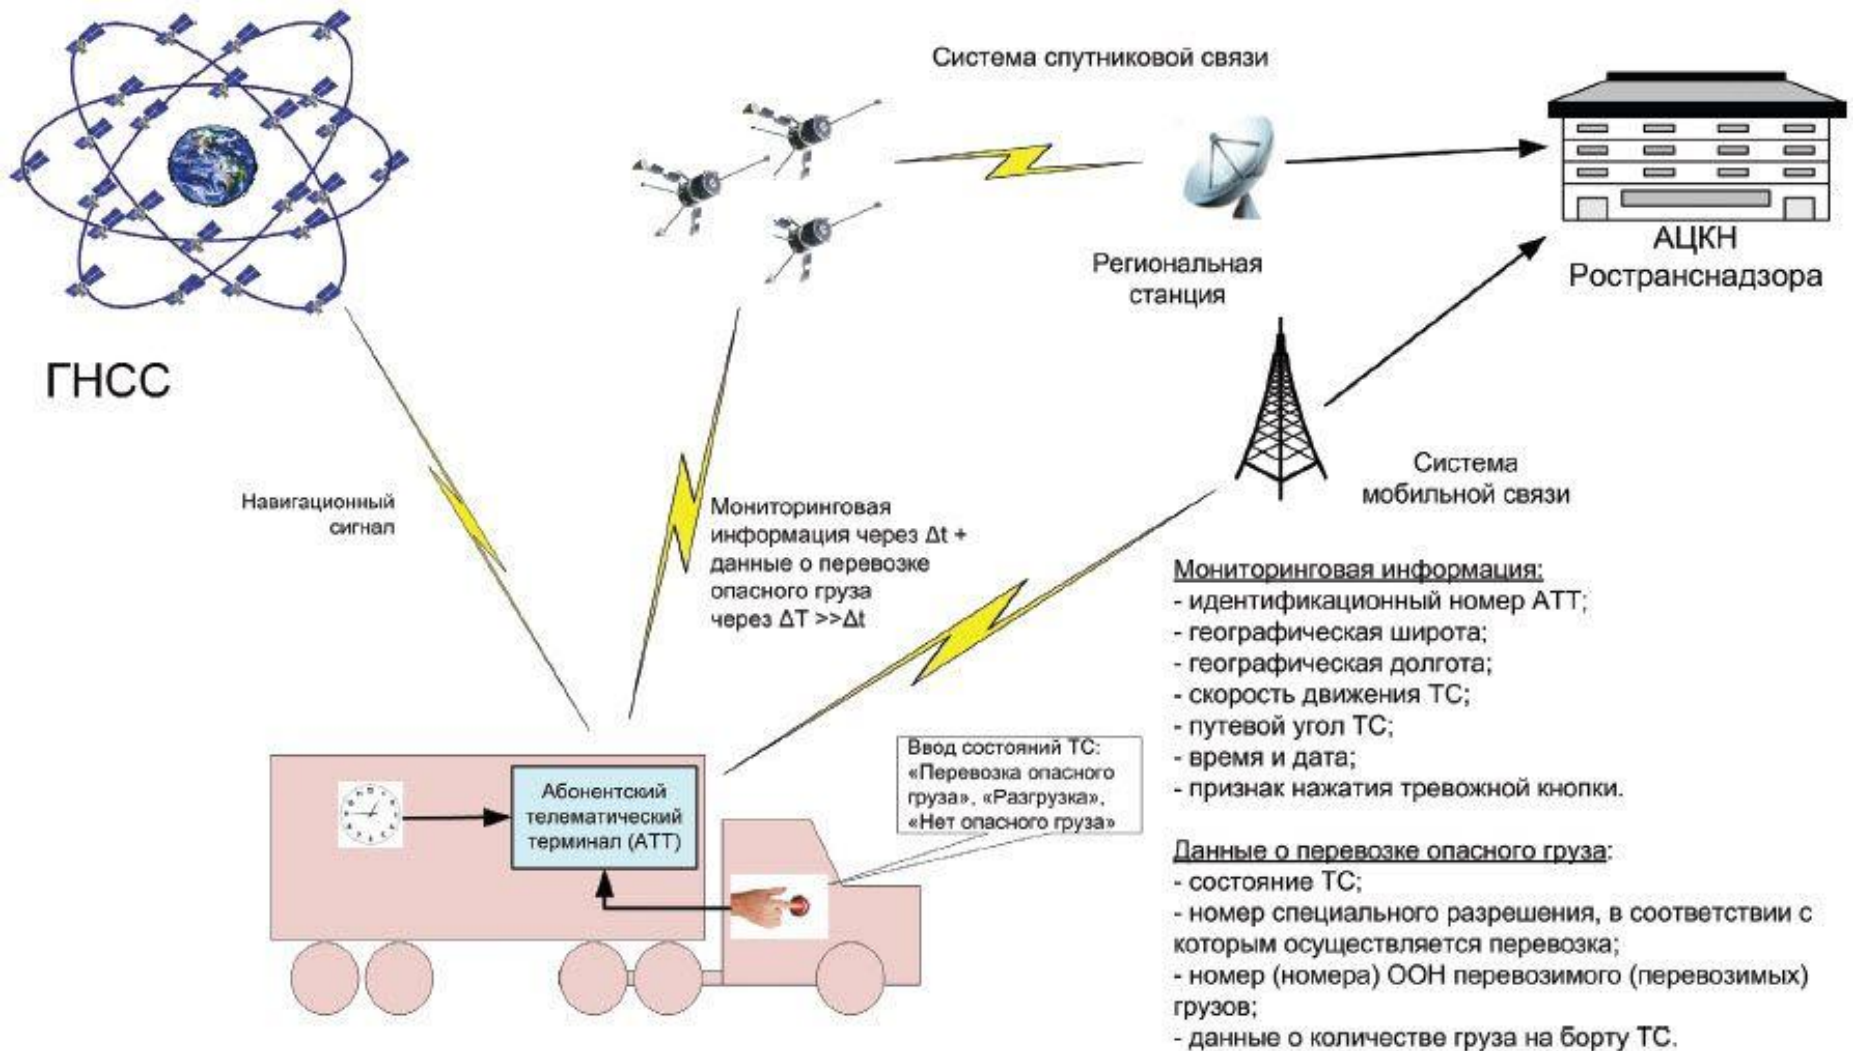 Система спутниковой связи
АЦКН
Ространснадзора
Региональная
станция
ГНСС
Навигационный
сигнал
Мониторинговая
информация через Δt +
данные о перевозке
опасного груза
через ΔT >>Δt
Система
мобильной связи
Мониторинговая информация:
- идентификационный номер АТТ;
- географическая широта;
- географическая долгота;
- скорость движения ТС;
- путевой угол ТС;
- время и дата;
- признак нажатия тревожной кнопки.
Ввод состояний ТС:
«Перевозка опасного
груза», «Разгрузка»,
«Нет опасного груза»
Абонентский
телематический
терминал (АТТ)
Данные о перевозке опасного груза:
- состояние ТС;
- номер специального разрешения, в соответствии с
которым осуществляется перевозка;
- номер (номера) ООН перевозимого (перевозимых)
грузов;
- данные о количестве груза на борту ТС.